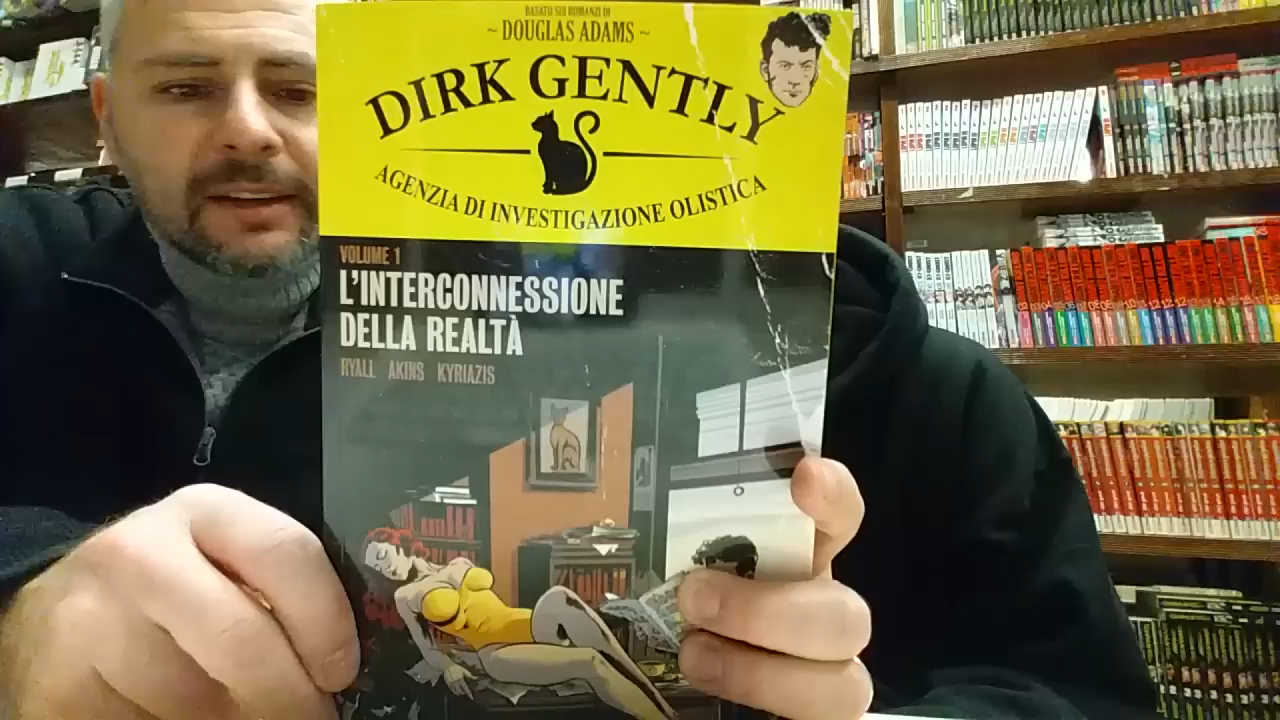 BASATO SUI ROMANZI DI
~ DOUGLAS ADAMS ~
DIRK GENTLY
AGENZIA DI INVESTIGAZIONE OLISTICA
VOLUME 1
L'INTERCONNESSIONE
DELLA REALTÀ
RYALL AKINS KYRIAZIS